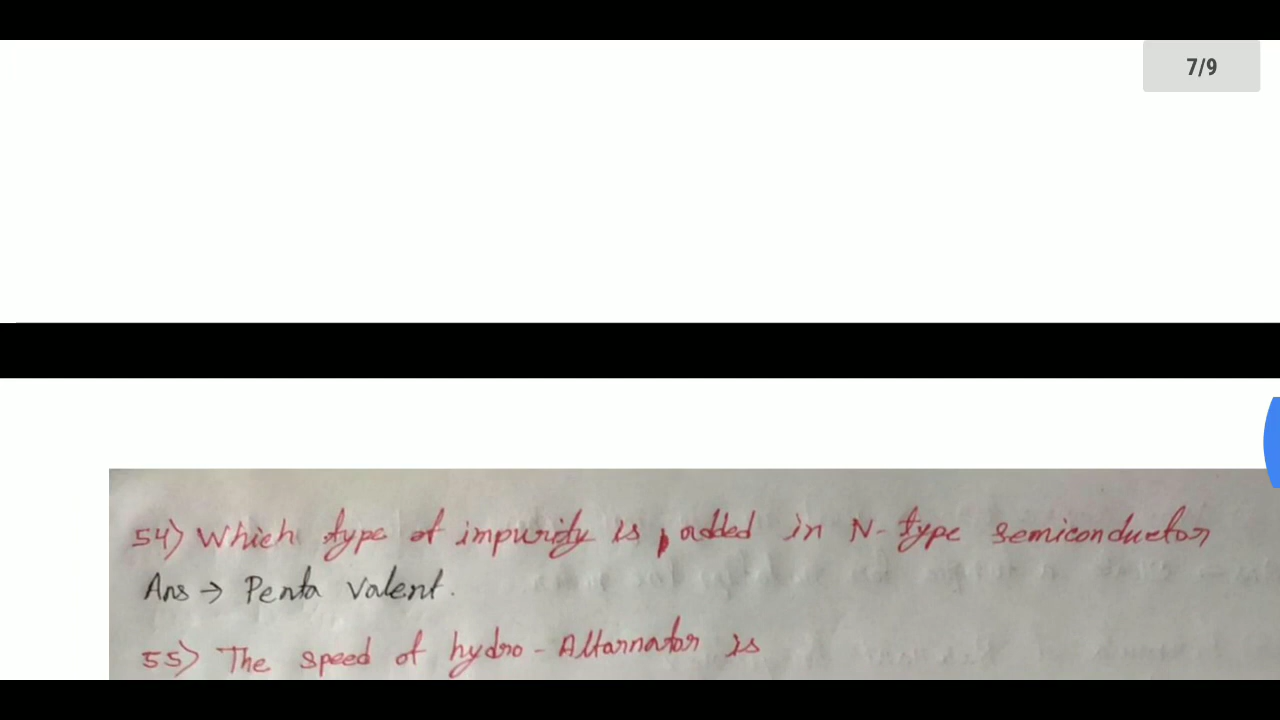 7/9
54) Which type of impurity is added in N-type semiconductor
Ans → Penta valent.
55) The speed of hydro-Altarnator is